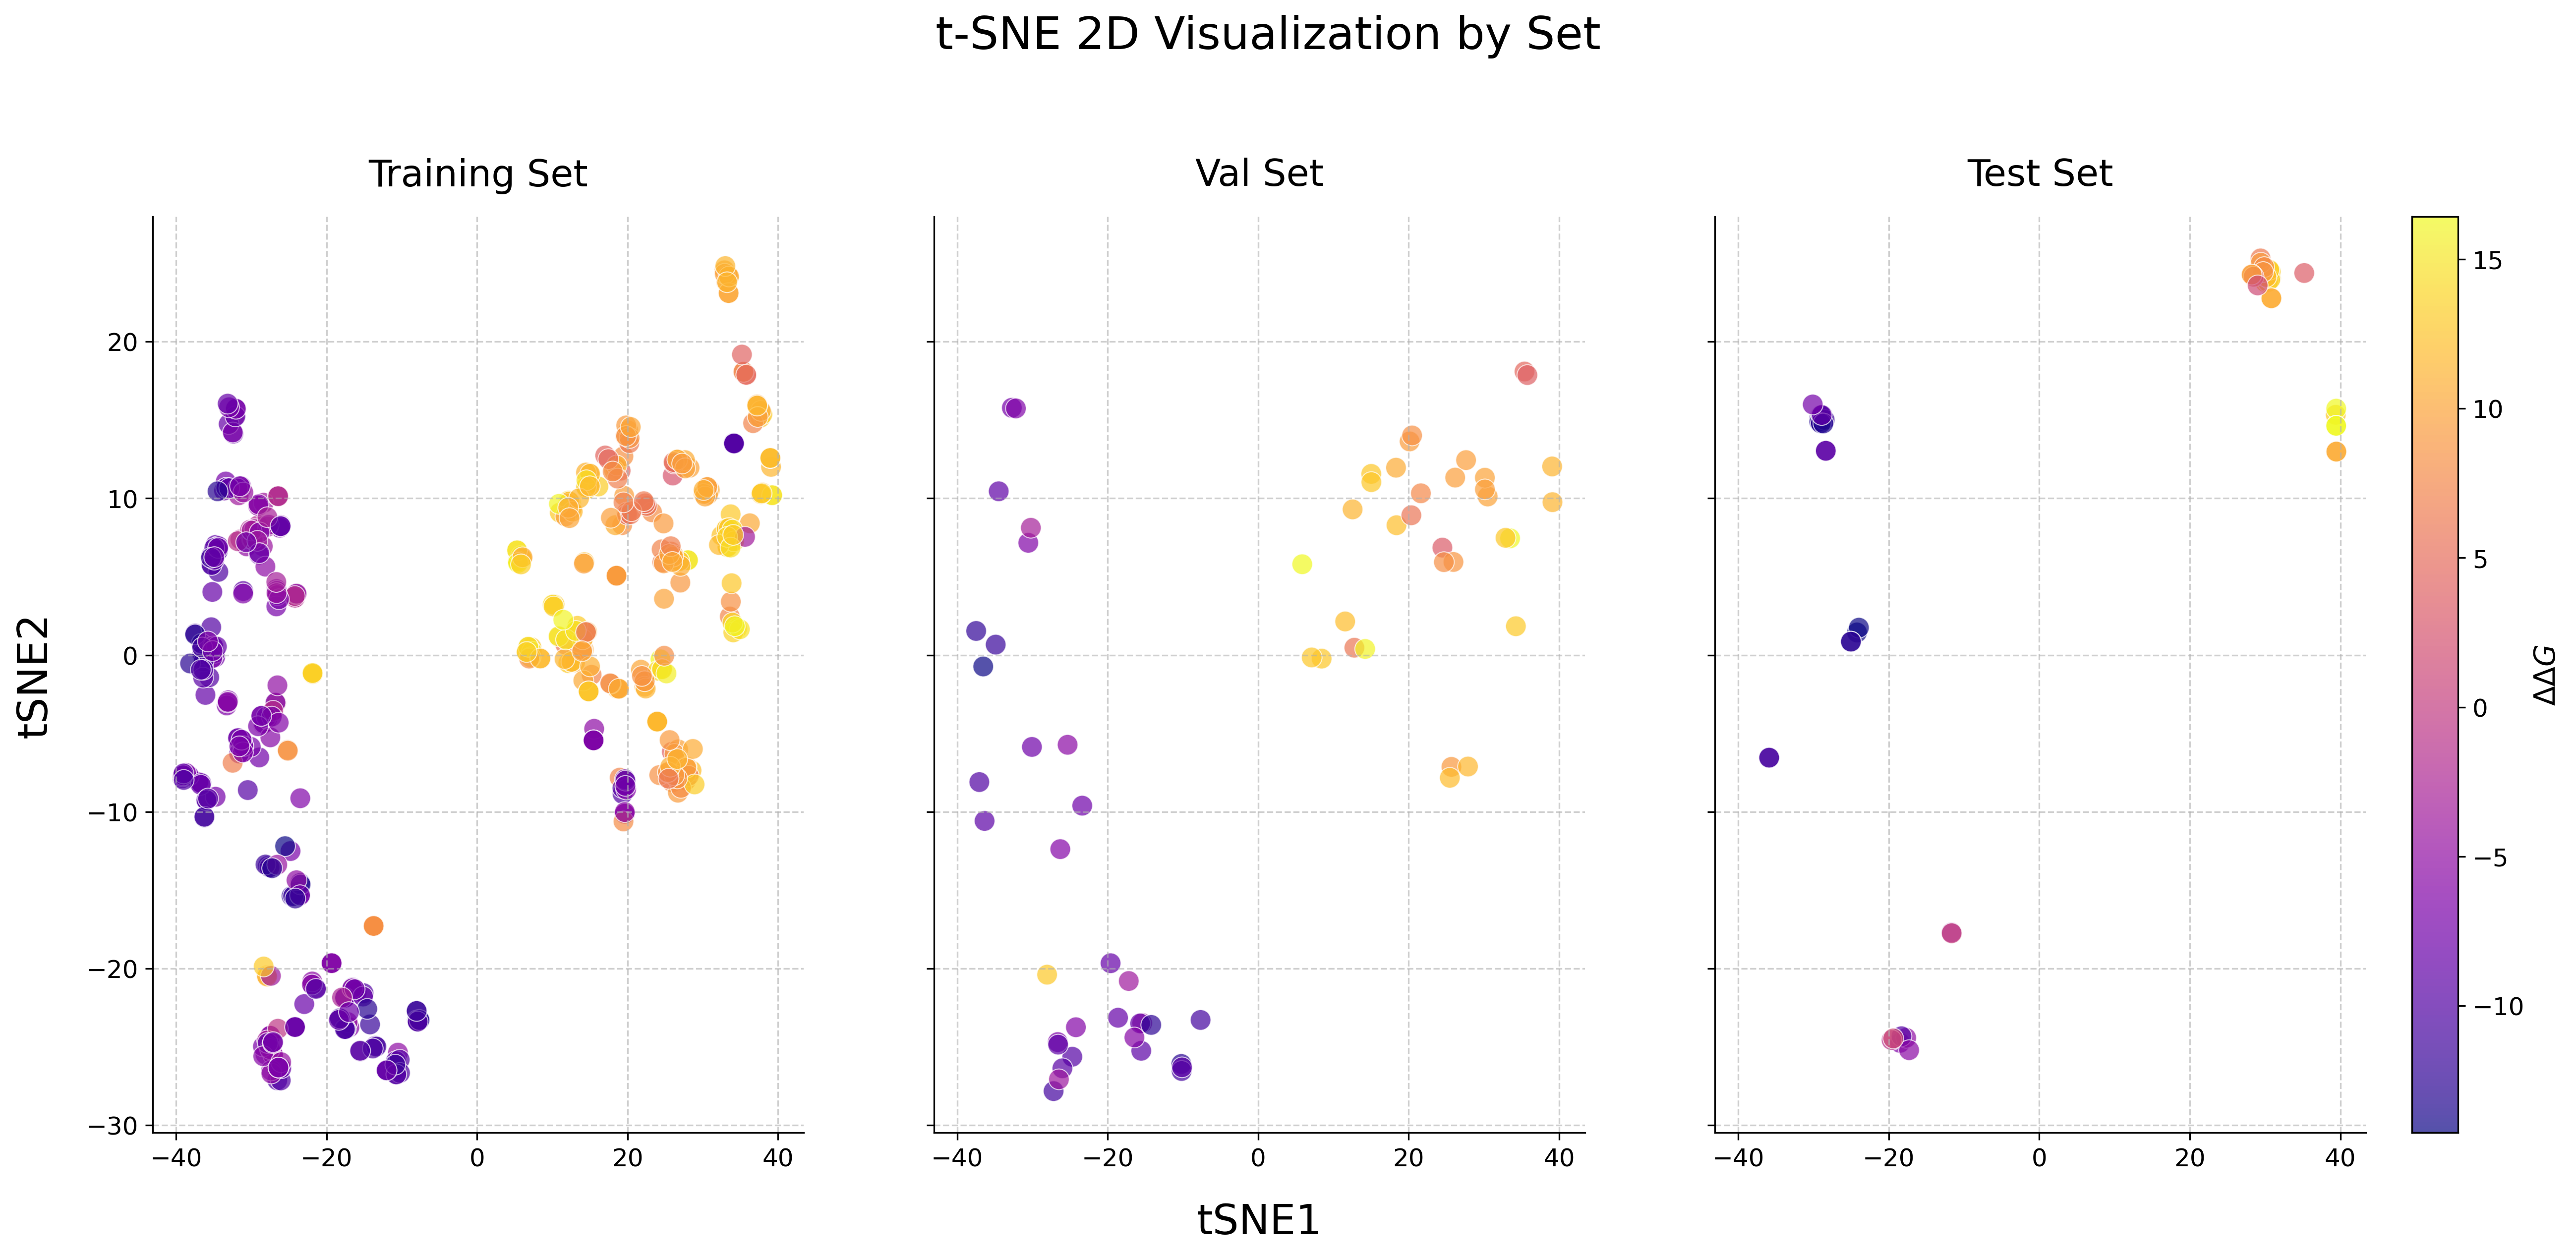 t-SNE 2D Visualization by Set
Training Set
Val Set
Test Set
tSNE2
20
10
0
−10
−20
−30
−40 −20 0 20 40
−40 −20 0 20 40
−40 −20 0 20 40
tSNE1
15
10
5
0
−5
−10
ΔΔG